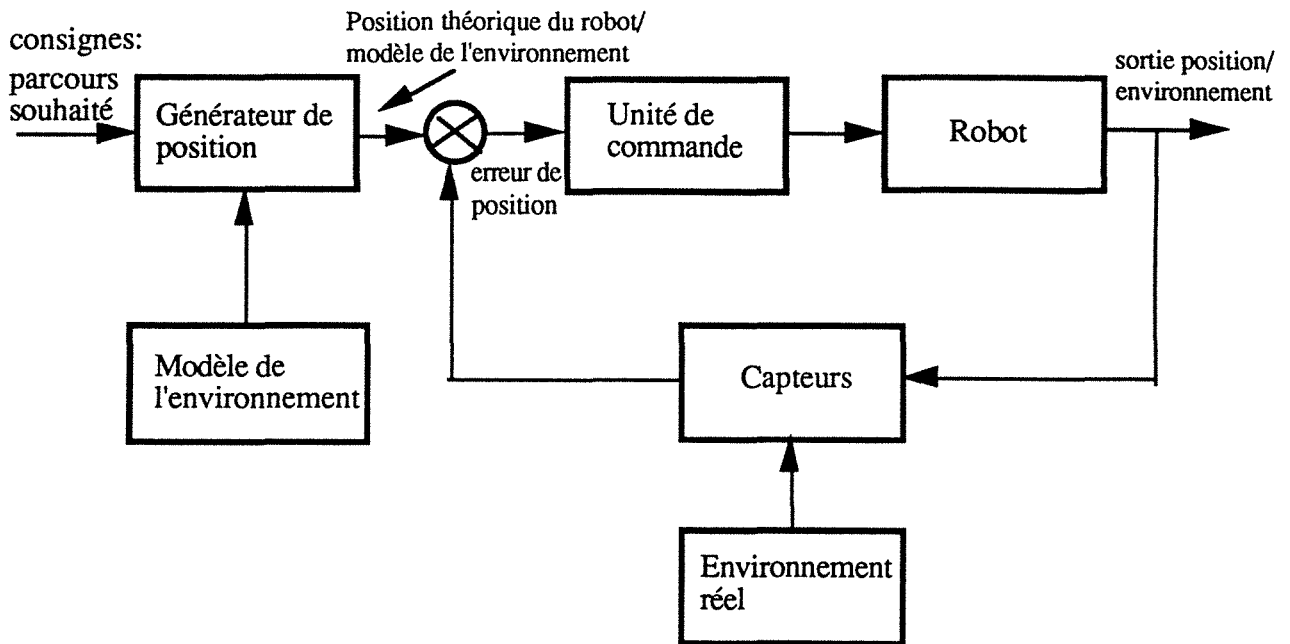 consignes:
parcours
souhaité
Position théorique du robot/
modèle de l'environnement
Générateur de
position
erreur de
position
Unité de
commande
Robot
sortie position/
environnement
Modèle de
l'environnement
Capteurs
Environnement
réel